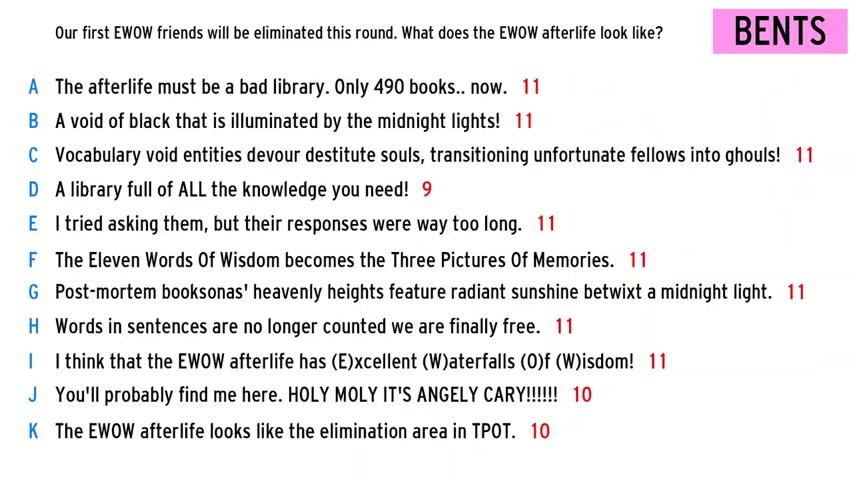 Our first EWOW friends will be eliminated this round. What does the EWOW afterlife look like?
BENTS
A The afterlife must be a bad library. Only 490 books.. now. 11
B A void of black that is illuminated by the midnight lights! 11
C Vocabulary void entities devour destitute souls, transitioning unfortunate fellows into ghouls! 11
D A library full of ALL the knowledge you need! 9
E I tried asking them, but their responses were way too long. 11
F The Eleven Words Of Wisdom becomes the Three Pictures Of Memories. 11
G Post-mortem booksonas' heavenly heights feature radiant sunshine betwixt a midnight light. 11
H Words in sentences are no longer counted we are finally free. 11
I I think that the EWOW afterlife has (E)xcellent (W)aterfalls (O)f (W)isdom! 11
J You'll probably find me here. HOLY MOLY IT'S ANGELY CARY!!!!!! 10
K The EWOW afterlife looks like the elimination area in TPOT. 10